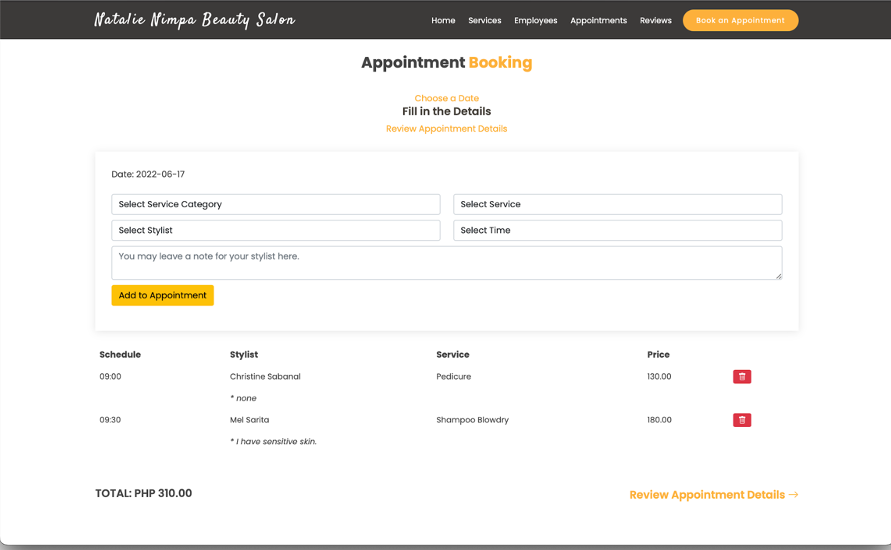 Natalie Nimpa Beauty Salon Home Services Employees Appointments Reviews Book an Appointment
Appointment Booking
Choose a Date
Fill in the Details
Review Appointment Details
Date: 2022-06-17
Select Service Category Select Service
Select Stylist Select Time
You may leave a note for your stylist here.
Add to Appointment
Schedule Stylist Service Price
09:00 Christine Sabanal Pedicure 130.00
* none
09:30 Mel Sarita Shampoo Blowdry 180.00
* I have sensitive skin.
TOTAL: PHP 310.00 Review Appointment Details →